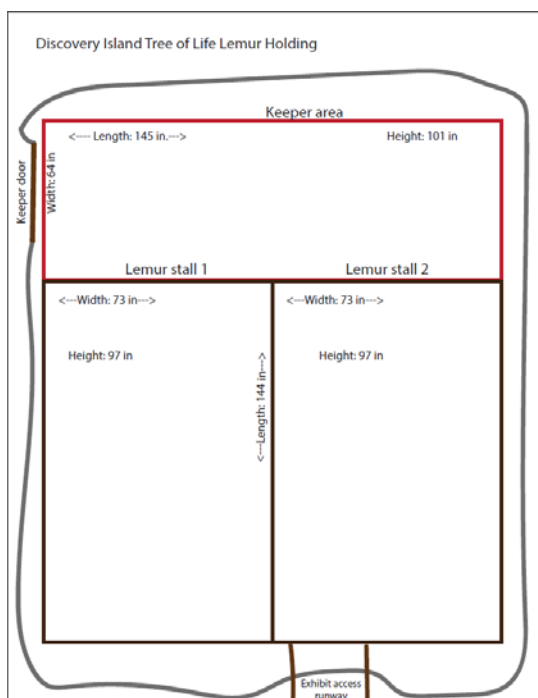 Discovery Island Tree of Life Lemur Holding
Keeper area
<---- Length: 145 in.--->
Height: 101 in
Keeper door
Width: 64 in
Lemur stall 1
Lemur stall 2
<---Width: 73 in--->
<---Width: 73 in--->
Height: 97 in
Height: 97 in
<---Length: 144 in--->
Exhibit access
runway